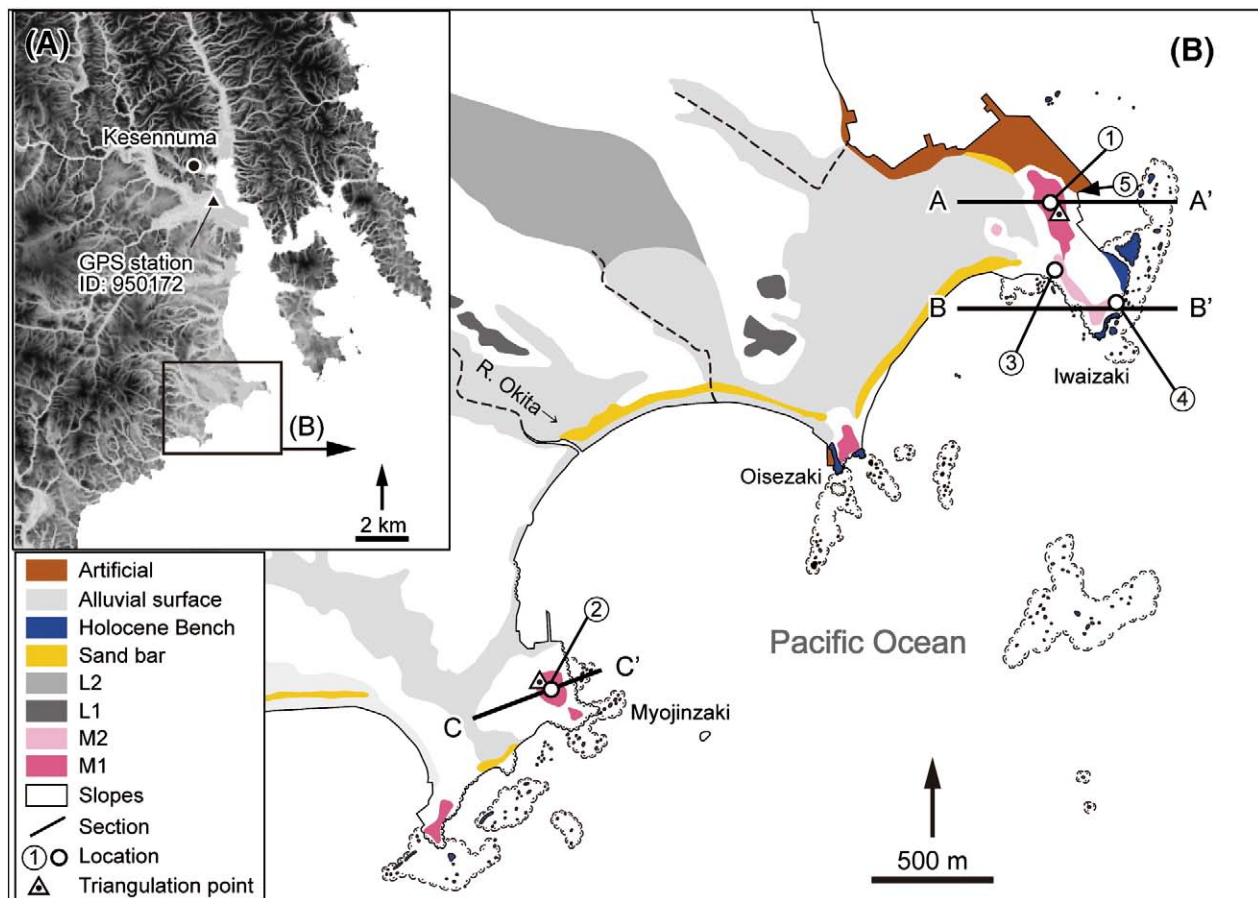 (A)
Kesennuma
GPS station
ID: 950172
(B)
2 km
(B)
①
⑤
A
A'
③
B
B'
Iwaizaki
④
R. Okita→
Oisezaki
②
Pacific Ocean
C'
C
Myojinzaki
500 m
Artificial
Alluvial surface
Holocene Bench
Sand bar
L2
L1
M2
M1
Slopes
Section
① Location
Triangulation point